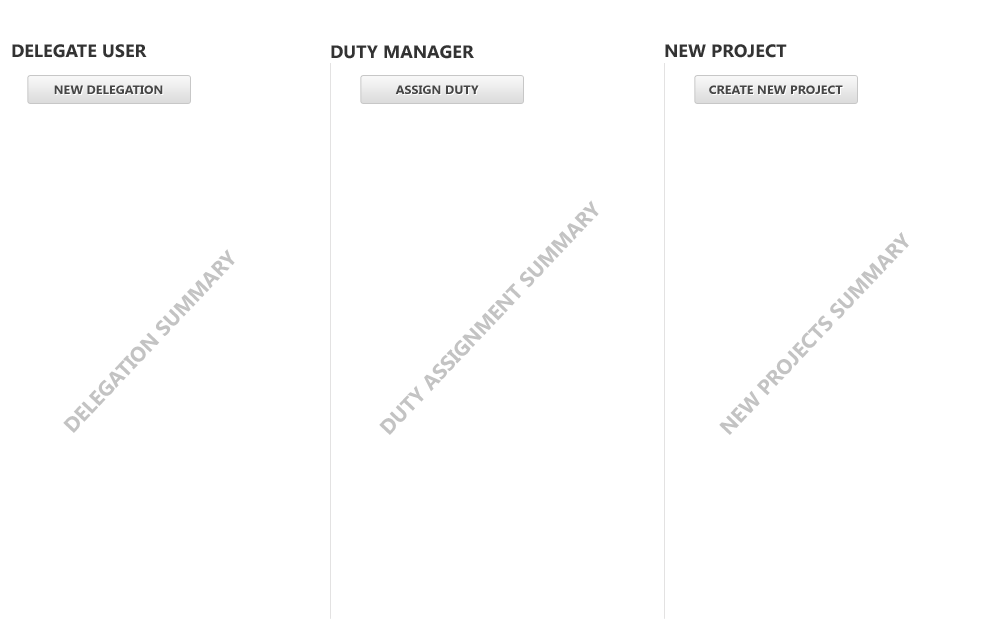 DELEGATE USER
NEW DELEGATION
DELEGATION SUMMARY
DUTY MANAGER
ASSIGN DUTY
DUTY ASSIGNMENT SUMMARY
NEW PROJECT
CREATE NEW PROJECT
NEW PROJECTS SUMMARY